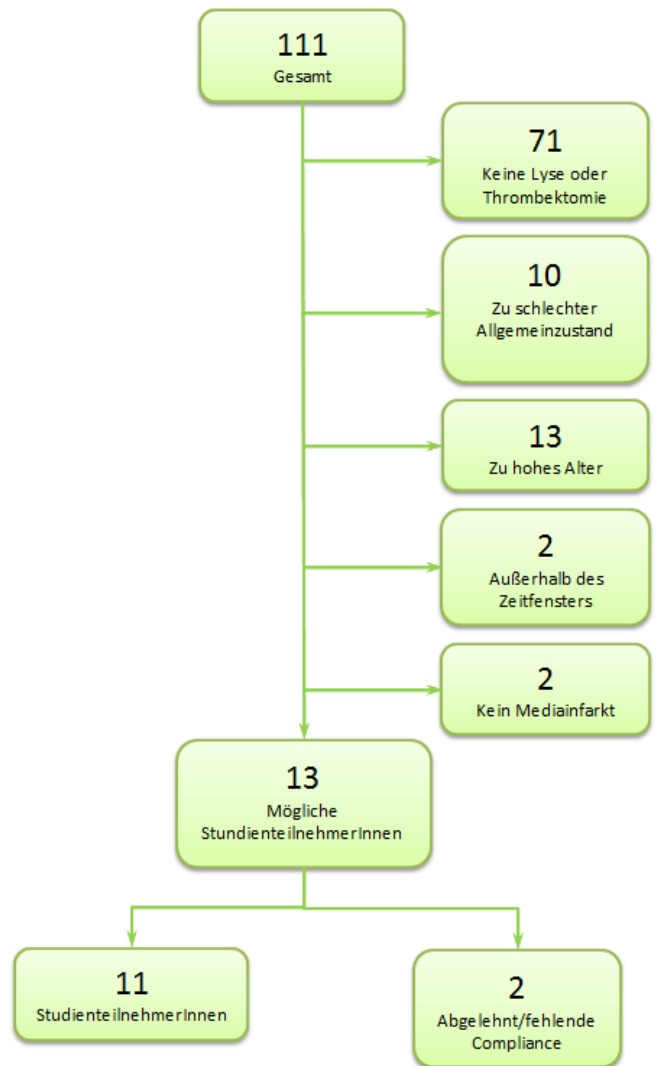 111
Gesamt
71
Keine Lyse oder
Thrombektomie
10
Zu schlechter
Allgemeinzustand
13
Zu hohes Alter
2
Außerhalb des
Zeitfensters
2
Kein Mediainfarkt
13
Mögliche
StundienteilnehmerInnen
11
StudienteilnehmerInnen
2
Abgelehnt/fehlende
Compliance